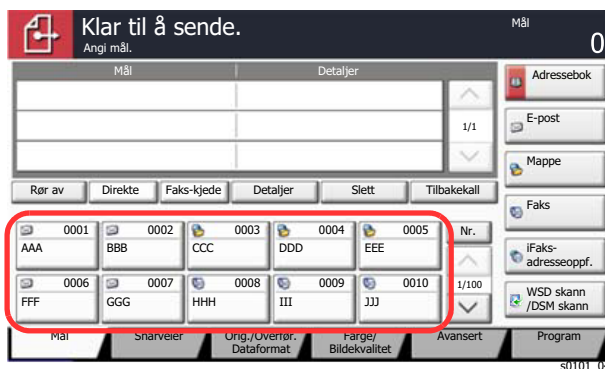 Klar til å sende.
Angi mål.
Mål
0
Mål Detaljer
1/1
Adressebok
E-post
Mappe
Faks
iFaks-
adresseoppf.
WSD skann
/DSM skann
Rør av Direkte Faks-kjede Detaljer Slett Tilbakekall
0001 0002 0003 0004 0005
AAA BBB CCC DDD EEE
Nr.
0006 0007 0008 0009 0010
FFF GGG HHH III JJJ
1/100
Mål Snarveier Orig./Overfør. Farge/ Avansert Program
Dataformat Bildekvalitet